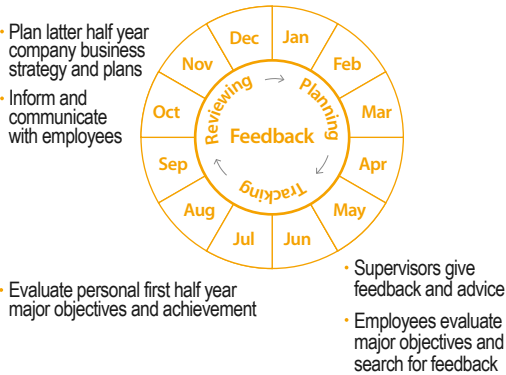 • Plan latter half year
company business
strategy and plans
• Inform and
communicate
with employees
Dec
Jan
Nov
Feb
Oct
Mar
Sep
Apr
Aug
May
Jul
Jun
Reviewing
Planning
Feedback
Tracking
• Evaluate personal first half year
major objectives and achievement
• Supervisors give
feedback and advice
• Employees evaluate
major objectives and
search for feedback